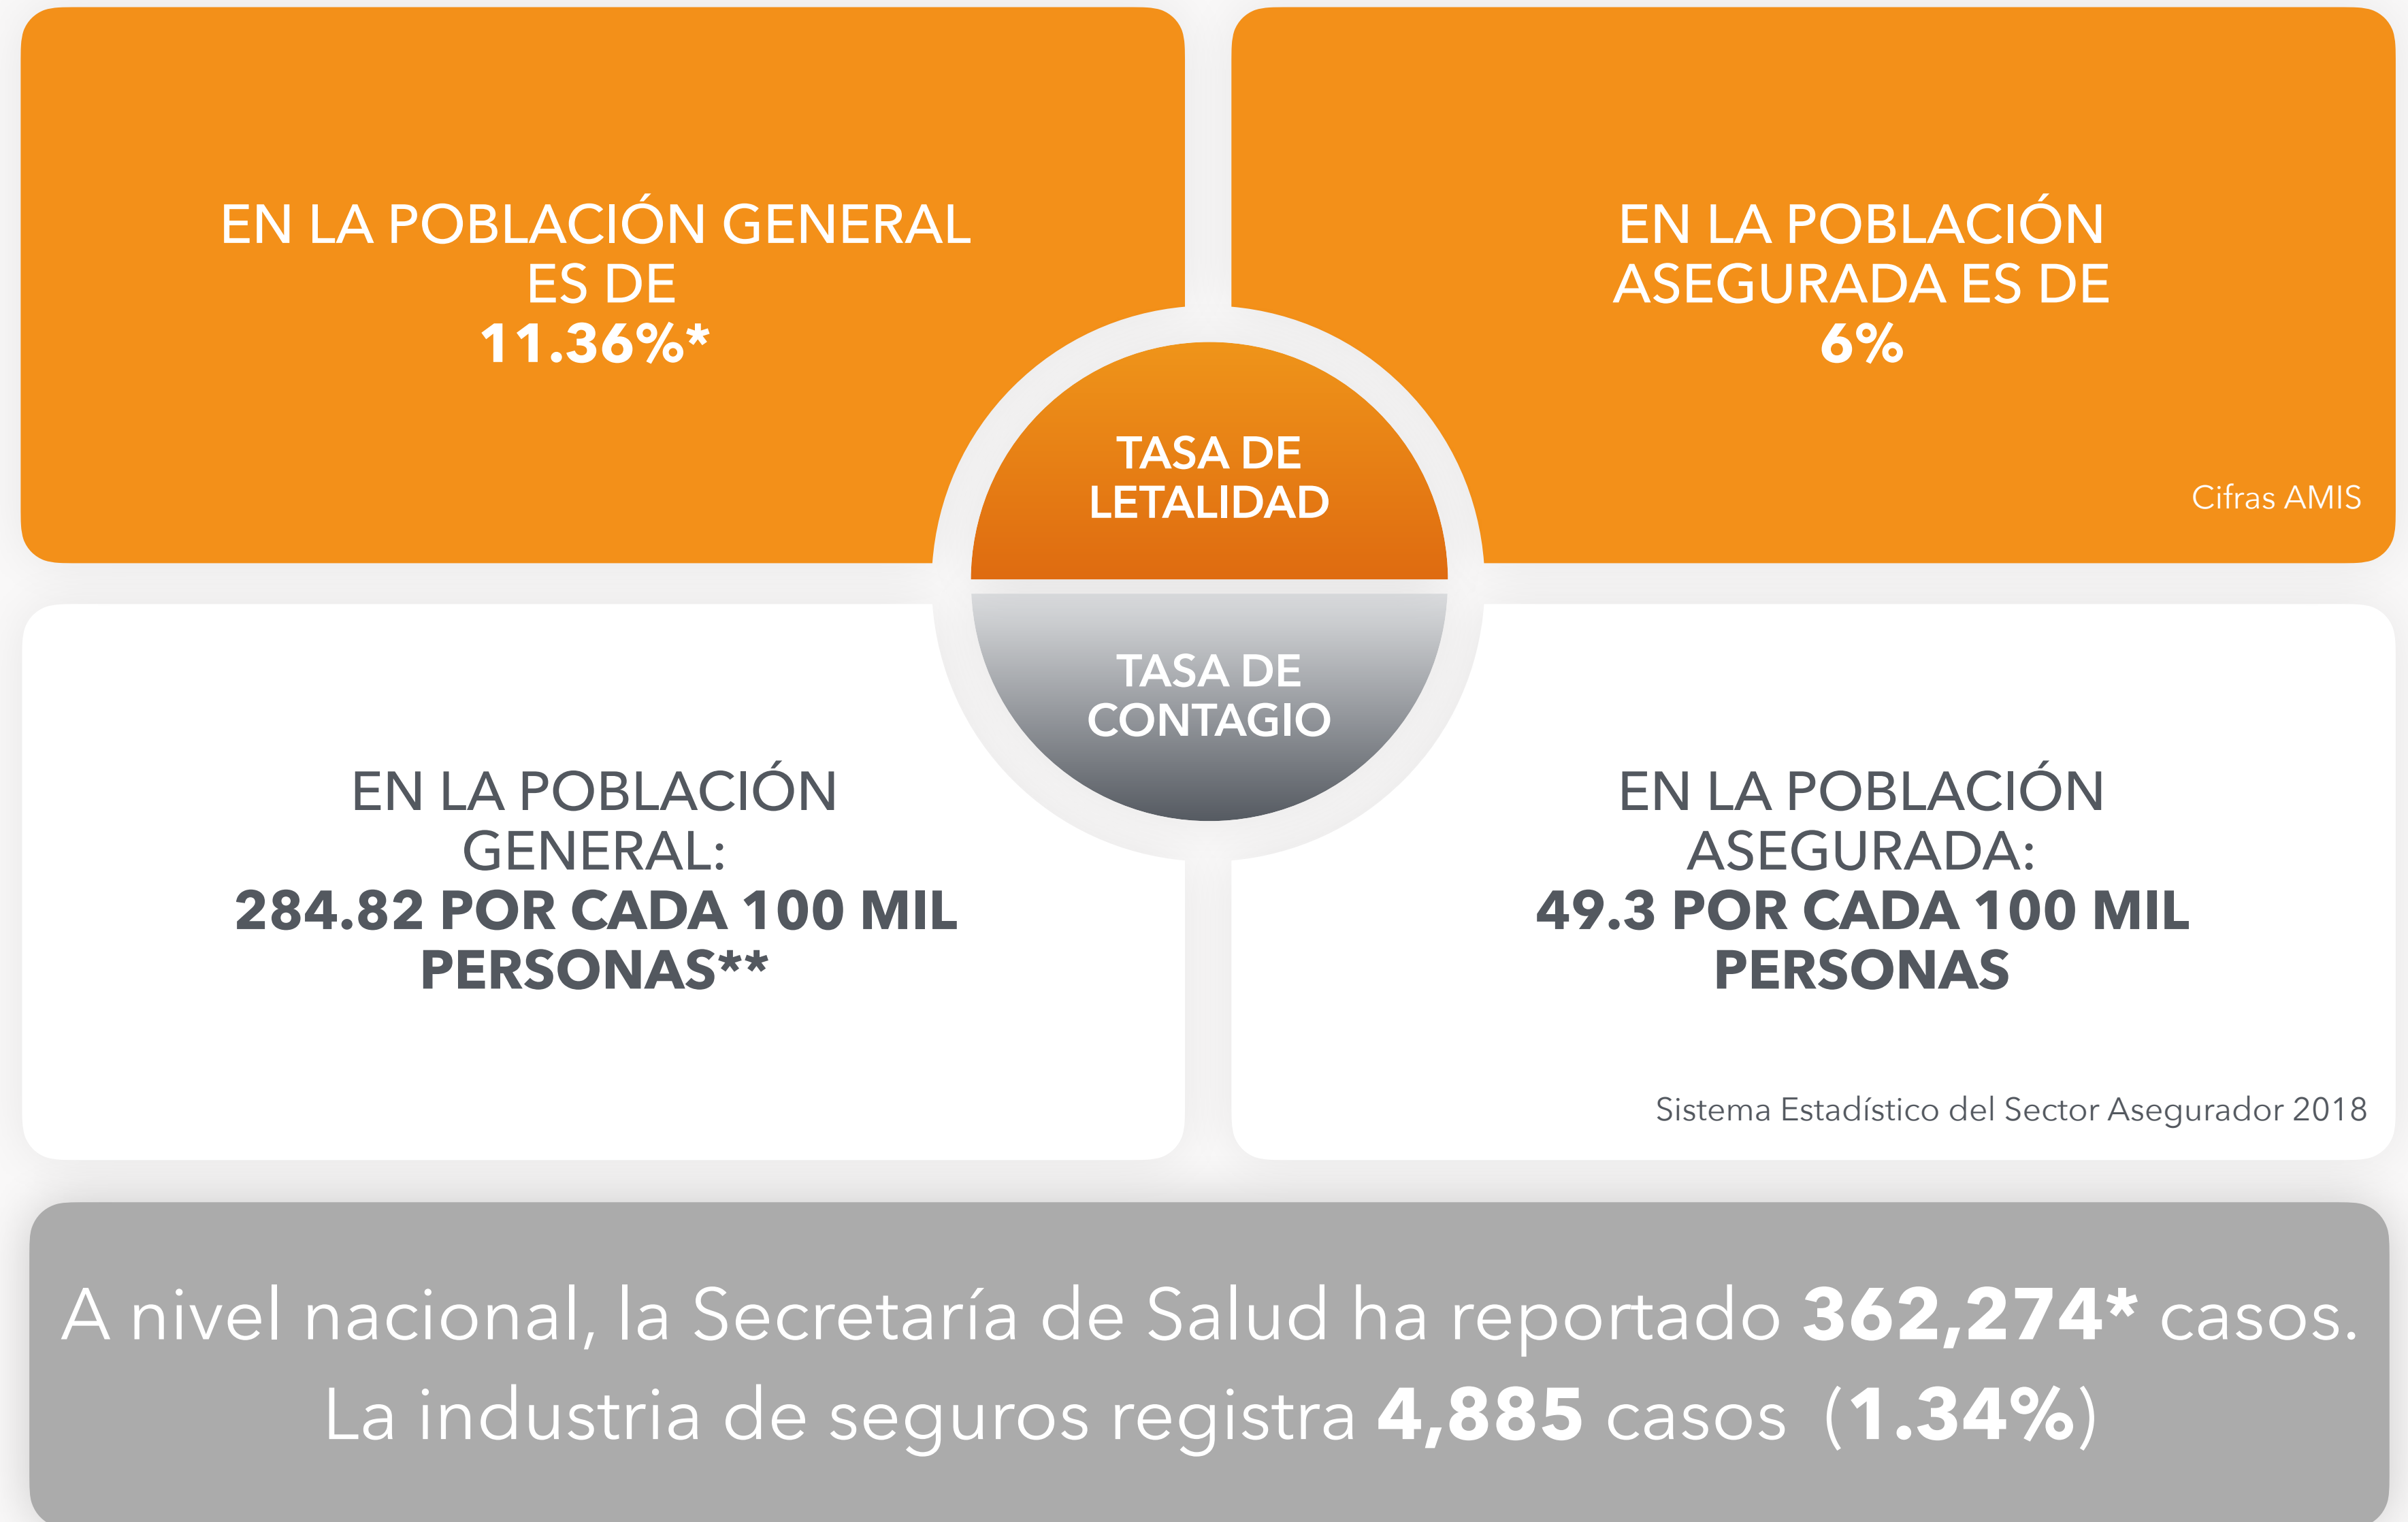 EN LA POBLACIÓN GENERAL
ES DE
11.36%*
EN LA POBLACIÓN
ASEGURADA ES DE
6%
Cifras AMIS
TASA DE
LETALIDAD
TASA DE
CONTAGIO
EN LA POBLACIÓN
GENERAL:
284.82 POR CADA 100 MIL
PERSONAS**
EN LA POBLACIÓN
ASEGURADA:
49.3 POR CADA 100 MIL
PERSONAS
Sistema Estadístico del Sector Asegurador 2018
A nivel nacional, la Secretaría de Salud ha reportado 362,274* casos.
La industria de seguros registra 4,885 casos (1.34%)